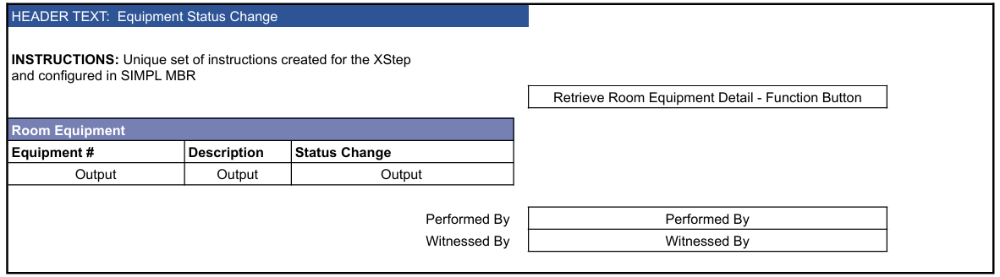 HEADER TEXT:  Equipment Status Change
INSTRUCTIONS: Unique set of instructions created for the XStep
and configured in SIMPL MBR
Retrieve Room Equipment Detail - Function Button
Room Equipment
Equipment # Description Status Change
Output Output Output
Performed By Performed By
Witnessed By Witnessed By